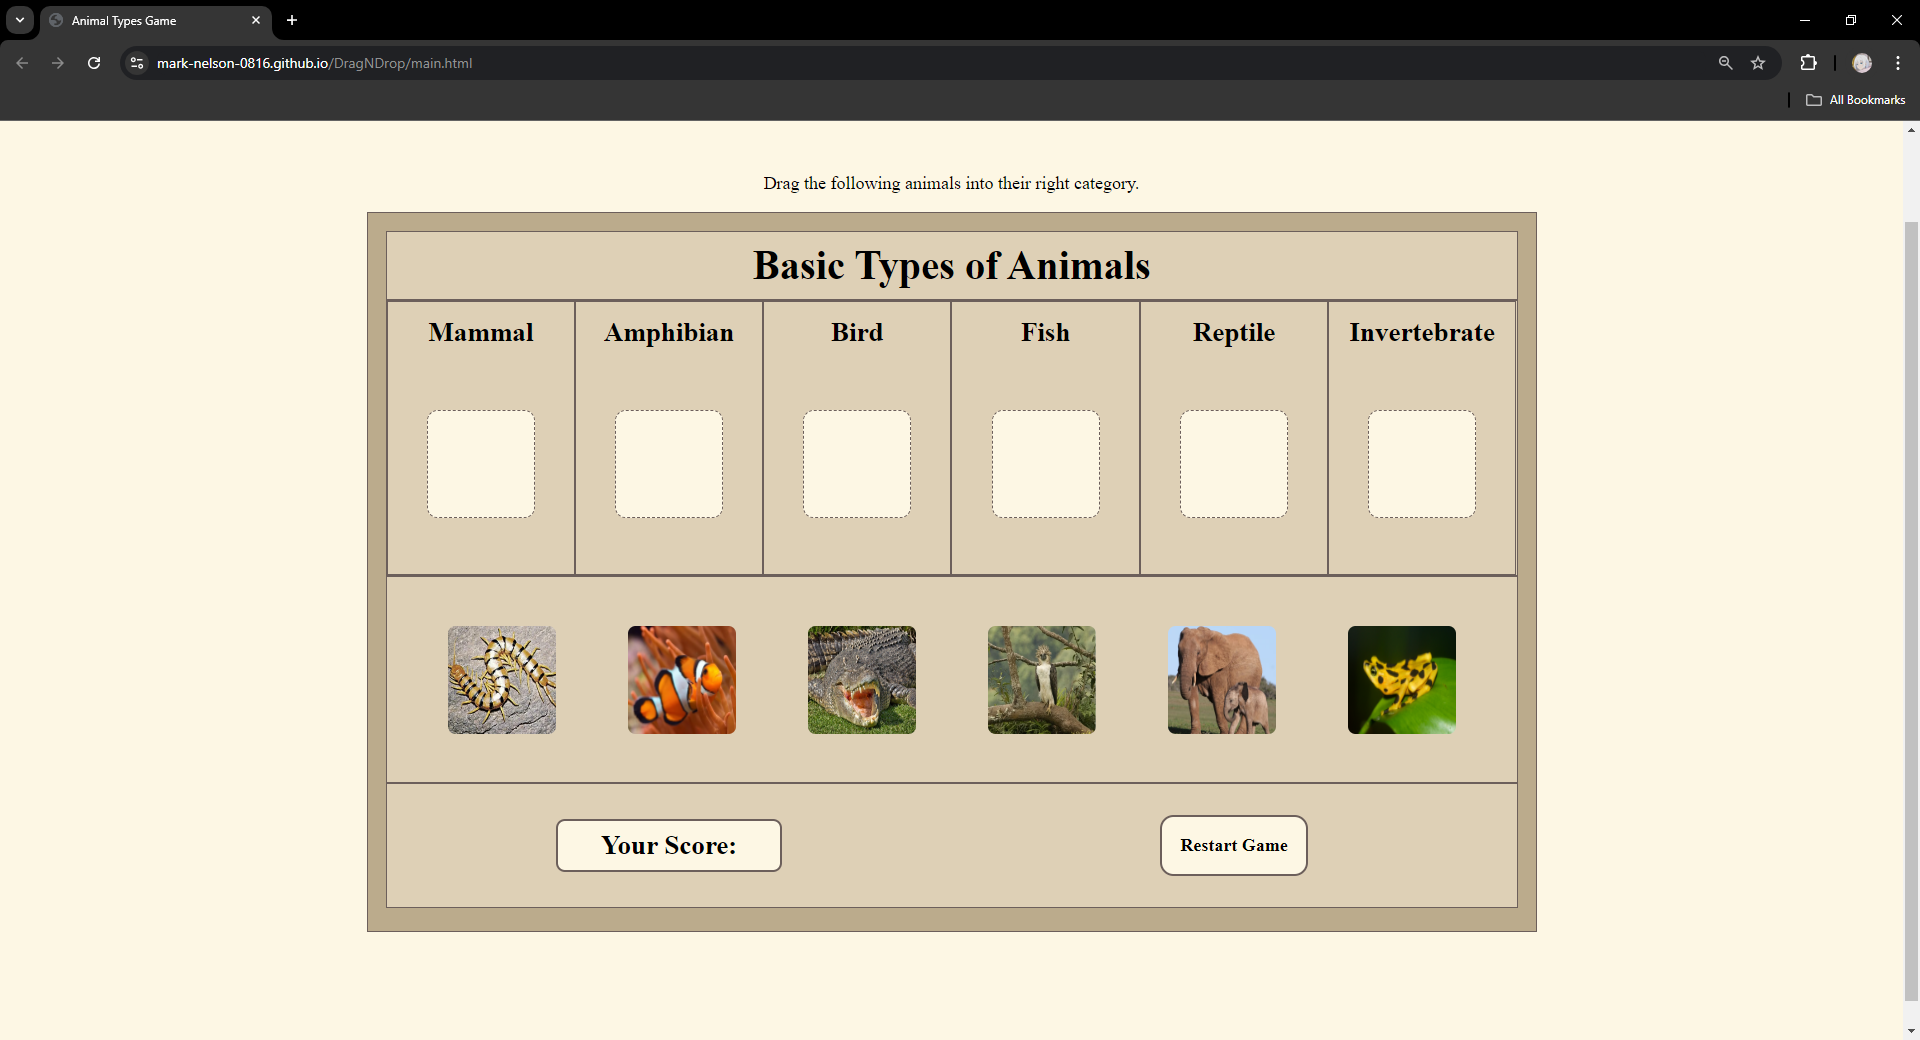 Animal Types Game
mark-nelson-0816.github.io/DragNDrop/main.html
All Bookmarks
Drag the following animals into their right category.
Basic Types of Animals
Mammal Amphibian Bird Fish Reptile Invertebrate
Your Score: Restart Game